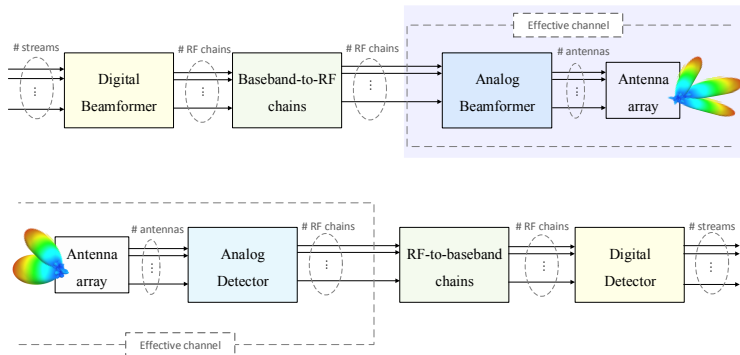 Effective channel
# streams
# RF chains
# RF chains
# antennas
Digital
Beamformer
Baseband-to-RF
chains
Analog
Beamformer
Antenna
array
# antennas
# RF chains
# RF chains
# streams
Antenna
array
Analog
Detector
RF-to-baseband
chains
Digital
Detector
Effective channel